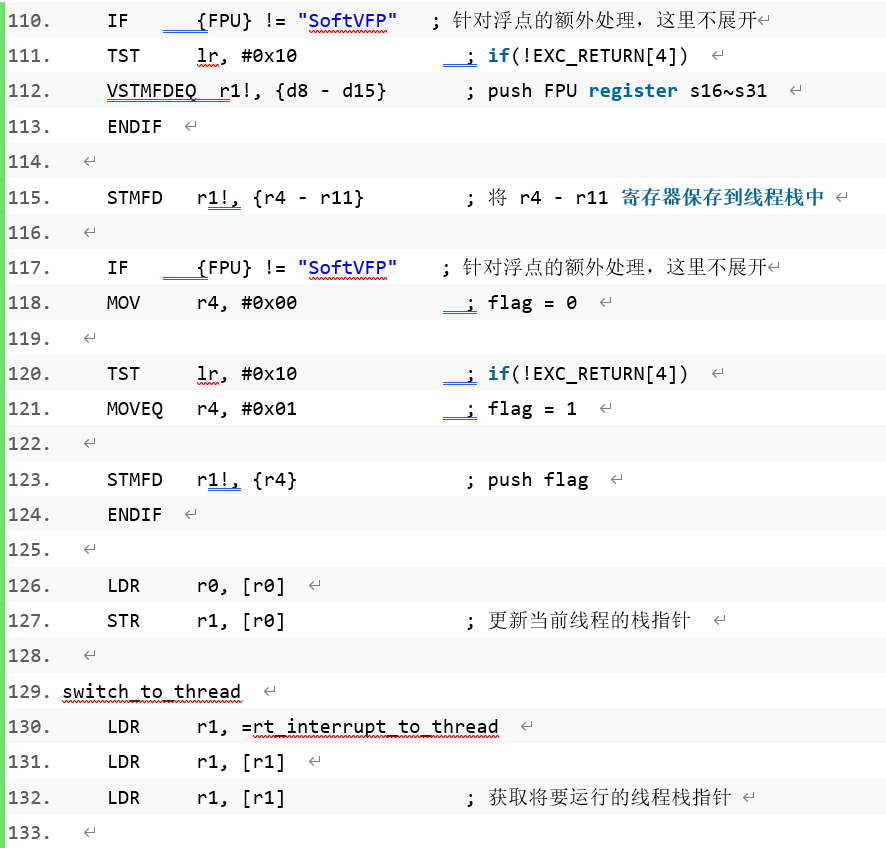 110. IF {FPU} != "SoftVFP" ; 针对浮点的额外处理，这里不展开↵
111. TST lr, #0x10 ; if(!EXC_RETURN[4]) ↵
112. VSTMFDEQ r1!, {d8 - d15} ; push FPU register s16~s31 ↵
113. ENDIF ↵
114. ↵
115. STMFD r1!, {r4 - r11} ; 将 r4 - r11 寄存器保存到线程栈中 ↵
116. ↵
117. IF {FPU} != "SoftVFP" ; 针对浮点的额外处理，这里不展开↵
118. MOV r4, #0x00 ; flag = 0 ↵
119. ↵
120. TST lr, #0x10 ; if(!EXC_RETURN[4]) ↵
121. MOVEQ r4, #0x01 ; flag = 1 ↵
122. ↵
123. STMFD r1!, {r4} ; push flag ↵
124. ENDIF ↵
125. ↵
126. LDR r0, [r0] ↵
127. STR r1, [r0] ; 更新当前线程的栈指针 ↵
128. ↵
129. switch_to_thread ↵
130. LDR r1, =rt_interrupt_to_thread ↵
131. LDR r1, [r1] ↵
132. LDR r1, [r1] ; 获取将要运行的线程栈指针 ↵
133. ↵